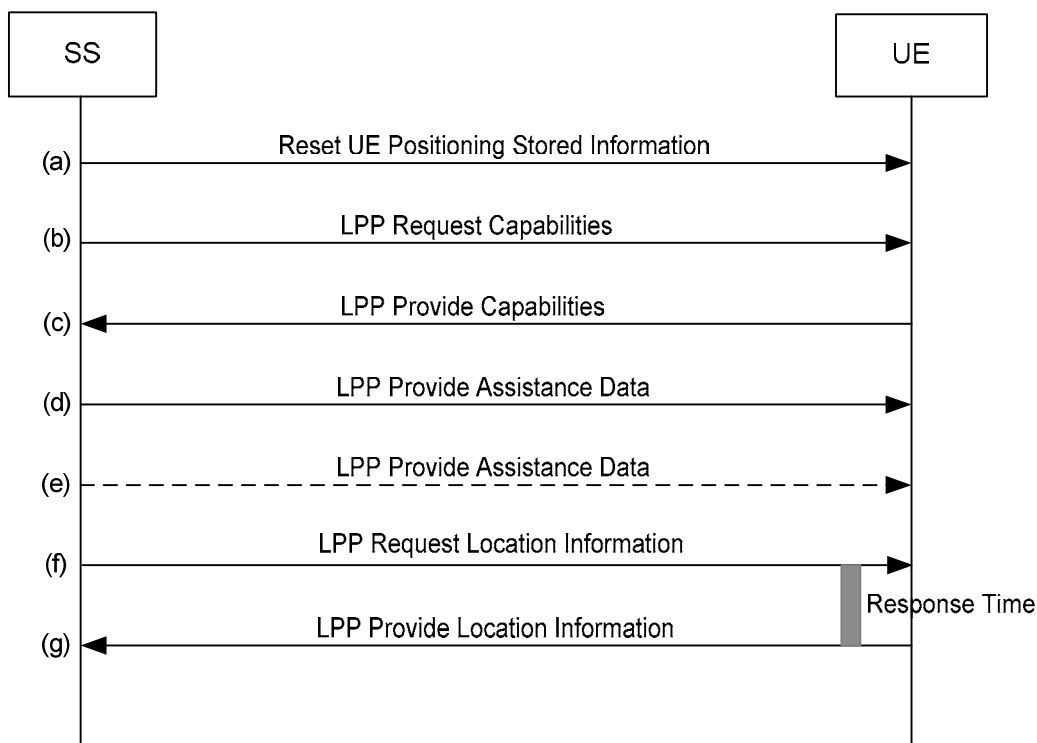 SS
UE
Reset UE Positioning Stored Information
(a)
LPP Request Capabilities
(b)
LPP Provide Capabilities
(c)
LPP Provide Assistance Data
(d)
LPP Provide Assistance Data
(e)
LPP Request Location Information
(f)
Response Time
LPP Provide Location Information
(g)